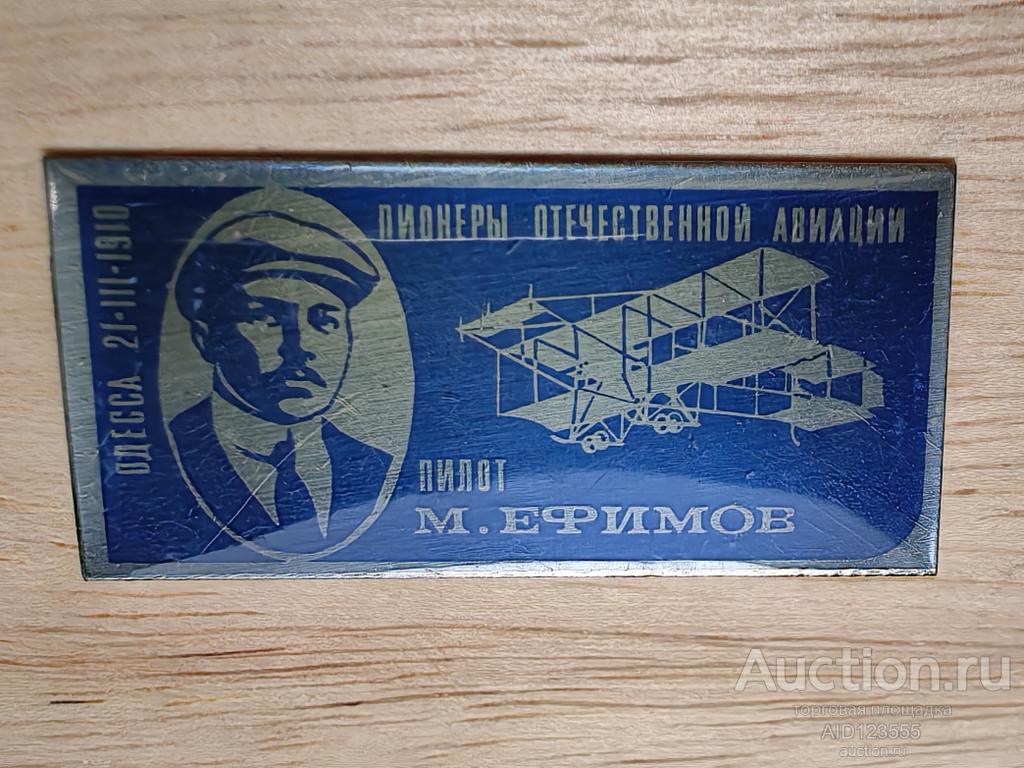 ПИОНЕРЫ ОТЕЧЕСТВЕННОЙ АВИАЦИИ
ОДЕССА 21·III·1910
ПИЛОТ
М. ЕФИМОВ
Auction.ru
торговая площадка
AID123555
auction.ru